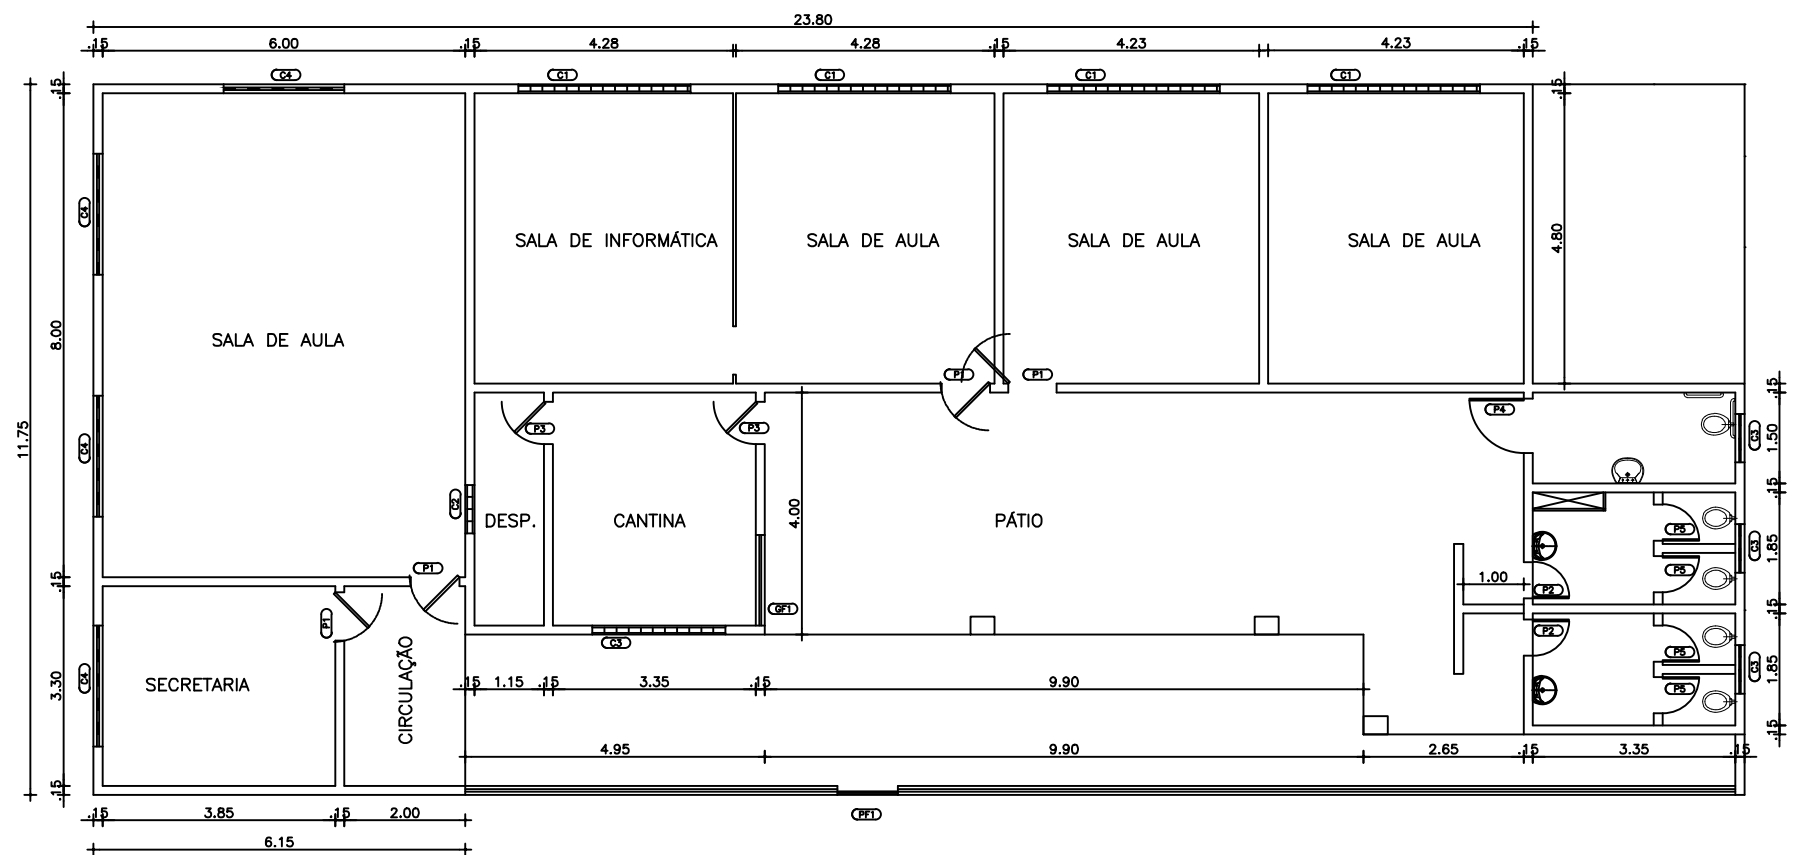 23.80
.15 6.00 .15 4.28 4.28 .15 4.23 4.23 .15
C4 C1 C1 C1 C1
.15 .15
C4
SALA DE INFORMÁTICA SALA DE AULA SALA DE AULA SALA DE AULA
4.80
8.00
SALA DE AULA
P1 P1
.15
11.75
C4
P3 P3
P4
C3 1.50
.15
C2
DESP. CANTINA
4.00
PÁTIO
P5
C3 1.85
P1
P5
1.00
P2
.15
GF1
.15
P1
P2
C3
P5
C4 3.30
SECRETARIA
CIRCULAÇÃO
.15 1.15 .15 3.35 .15 9.90
C3 1.85
P5
.15
4.95 9.90 2.65 .15 3.35 .15
.15
.15 3.85 .15 2.00
PF1
6.15